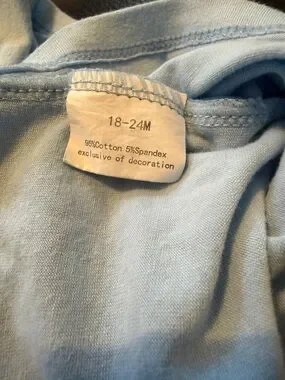 18-24M
95%Cotton 5%Spandex
exclusive of decoration